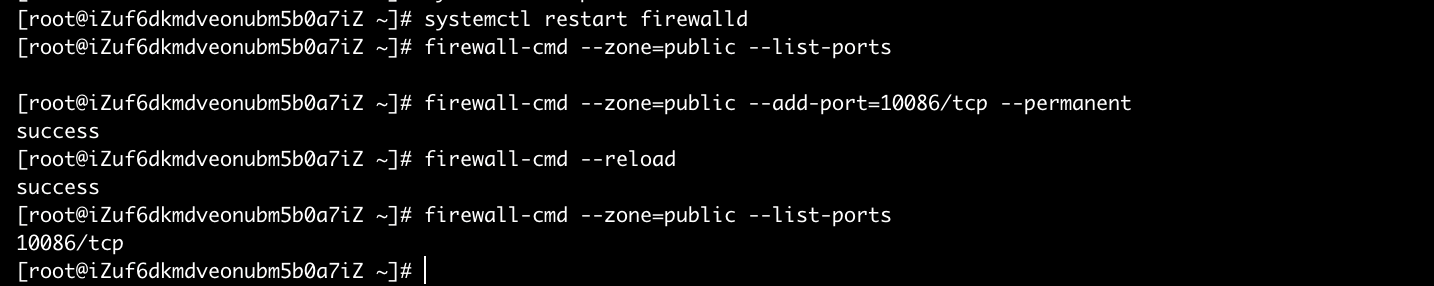 [root@iZuf6dkmdveonubm5b0a7iZ ~]# systemctl restart firewalld
[root@iZuf6dkmdveonubm5b0a7iZ ~]# firewall-cmd --zone=public --list-ports
[root@iZuf6dkmdveonubm5b0a7iZ ~]# firewall-cmd --zone=public --add-port=10086/tcp --permanent
success
[root@iZuf6dkmdveonubm5b0a7iZ ~]# firewall-cmd --reload
success
[root@iZuf6dkmdveonubm5b0a7iZ ~]# firewall-cmd --zone=public --list-ports
10086/tcp
[root@iZuf6dkmdveonubm5b0a7iZ ~]#